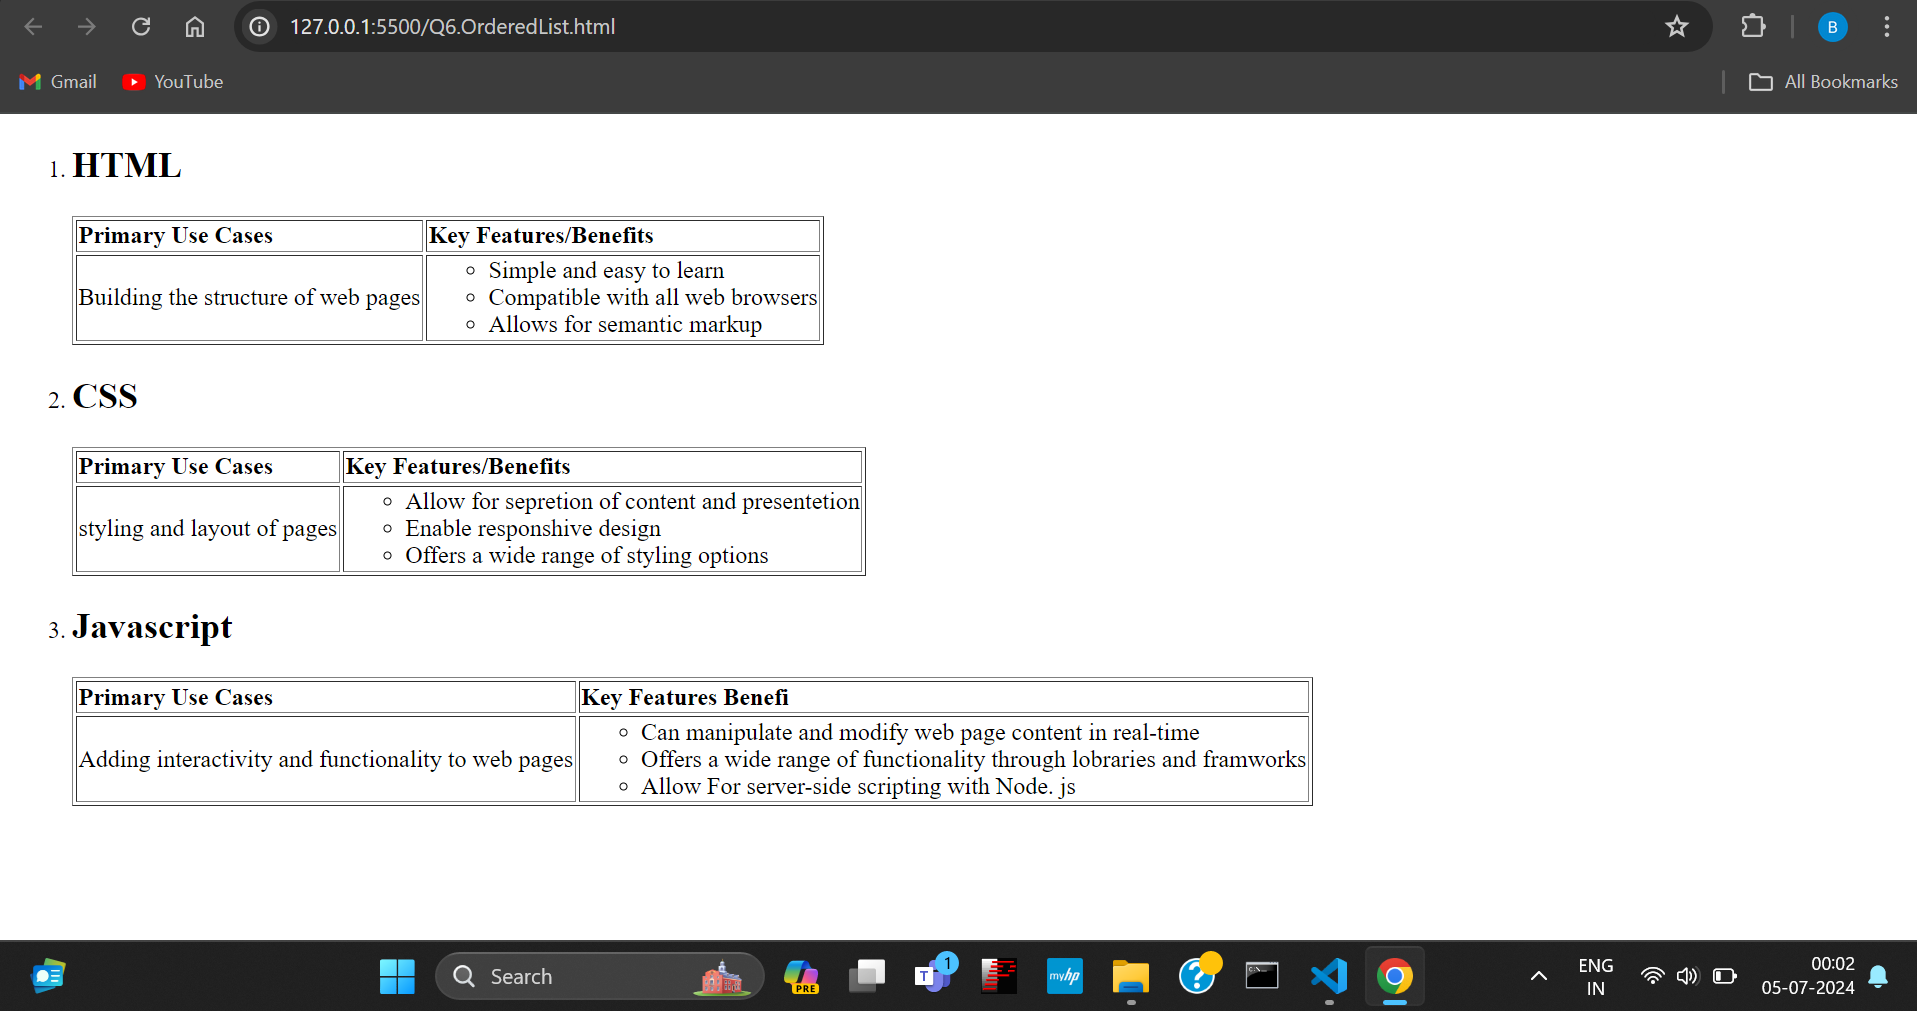 127.0.0.1:5500/Q6.OrderedList.html
B
Gmail YouTube All Bookmarks
1. HTML
Primary Use Cases Key Features/Benefits
Building the structure of web pages
Simple and easy to learn
Compatible with all web browsers
Allows for semantic markup
2. CSS
Primary Use Cases Key Features/Benefits
styling and layout of pages
Allow for sepretion of content and presentetion
Enable responshive design
Offers a wide range of styling options
3. Javascript
Primary Use Cases Key Features Benefi
Adding interactivity and functionality to web pages
Can manipulate and modify web page content in real-time
Offers a wide range of functionality through lobraries and framworks
Allow For server-side scripting with Node. js
Search
PRE
T 1
myhp
?
C:\_
ENG
IN
00:02
05-07-2024